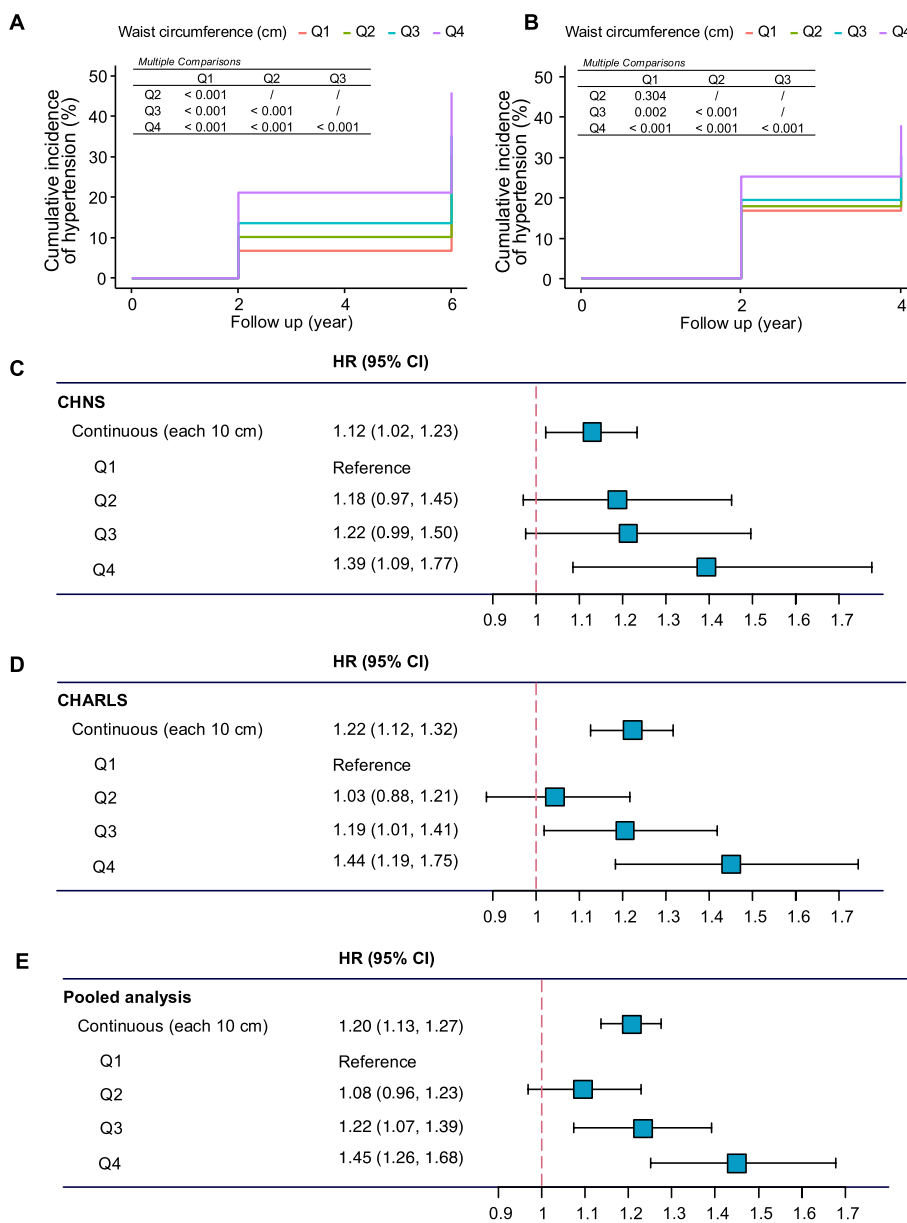 A
Waist circumference (cm) Q1 Q2 Q3 Q4
Multiple Comparisons
Q1 Q2 Q3
Q2 < 0.001 / /
Q3 < 0.001 < 0.001 /
Q4 < 0.001 < 0.001 < 0.001
Cumulative incidence
of hypertension (%)
50
40
30
20
10
0
0 2 4 6
Follow up (year)
B
Waist circumference (cm) Q1 Q2 Q3 Q4
Multiple Comparisons
Q1 Q2 Q3
Q2 0.304 / /
Q3 0.002 < 0.001 /
Q4 < 0.001 < 0.001 < 0.001
Cumulative incidence
of hypertension (%)
50
40
30
20
10
0
0 2 4
Follow up (year)
C
HR (95% CI)
CHNS
Continuous (each 10 cm) 1.12 (1.02, 1.23)
Q1 Reference
Q2 1.18 (0.97, 1.45)
Q3 1.22 (0.99, 1.50)
Q4 1.39 (1.09, 1.77)
0.9 1 1.1 1.2 1.3 1.4 1.5 1.6 1.7
D
HR (95% CI)
CHARLS
Continuous (each 10 cm) 1.22 (1.12, 1.32)
Q1 Reference
Q2 1.03 (0.88, 1.21)
Q3 1.19 (1.01, 1.41)
Q4 1.44 (1.19, 1.75)
0.9 1 1.1 1.2 1.3 1.4 1.5 1.6 1.7
E
HR (95% CI)
Pooled analysis
Continuous (each 10 cm) 1.20 (1.13, 1.27)
Q1 Reference
Q2 1.08 (0.96, 1.23)
Q3 1.22 (1.07, 1.39)
Q4 1.45 (1.26, 1.68)
0.9 1 1.1 1.2 1.3 1.4 1.5 1.6 1.7